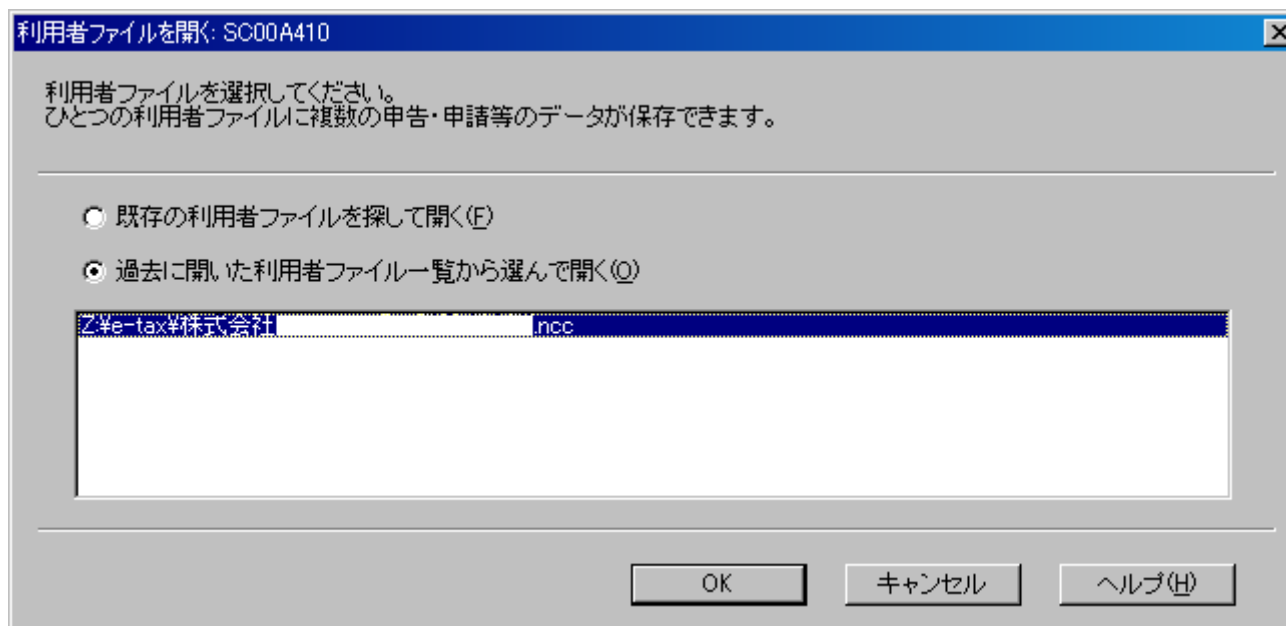 利用者ファイルを開く: SC00A410
利用者ファイルを選択してください。
ひとつの利用者ファイルに複数の申告・申請等のデータが保存できます。
既存の利用者ファイルを探して開く(F)
過去に開いた利用者ファイル一覧から選んで開く(O)
Z:¥e-tax¥株式会社 .ncc
OK
キャンセル
ヘルプ(H)